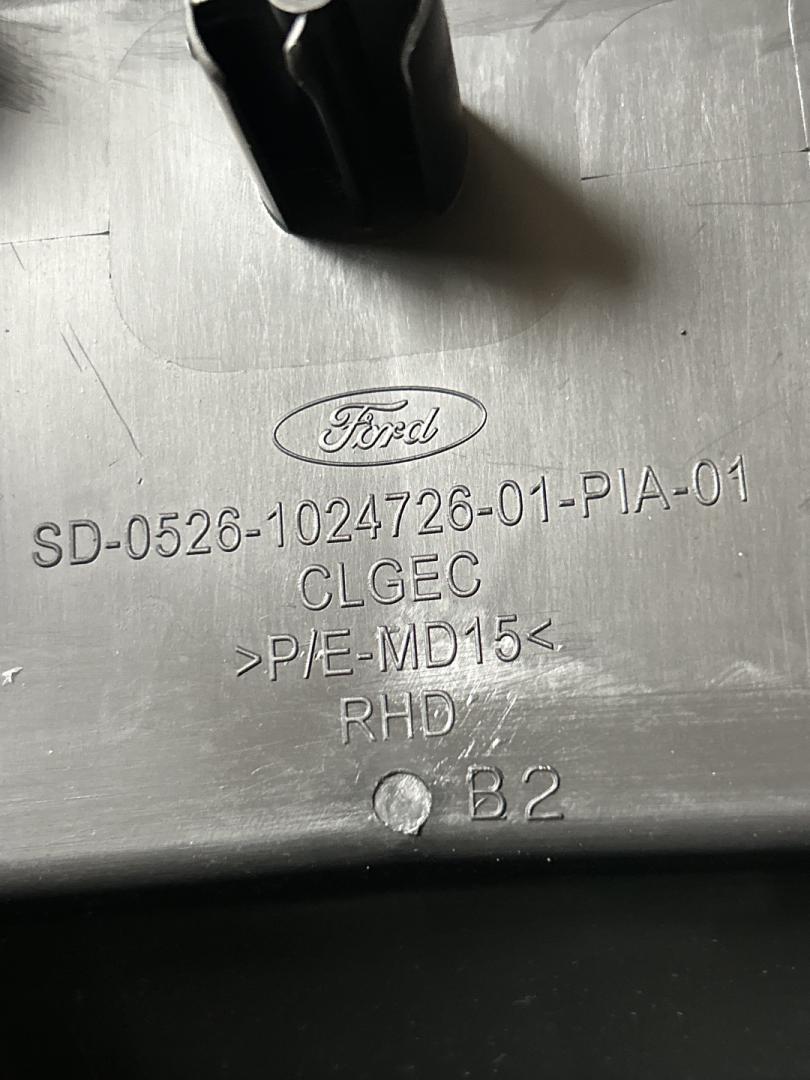 Ford
SD-0526-1024726-01-PIA-01
CLGEC
>P/E-MD15<
RHD
B2